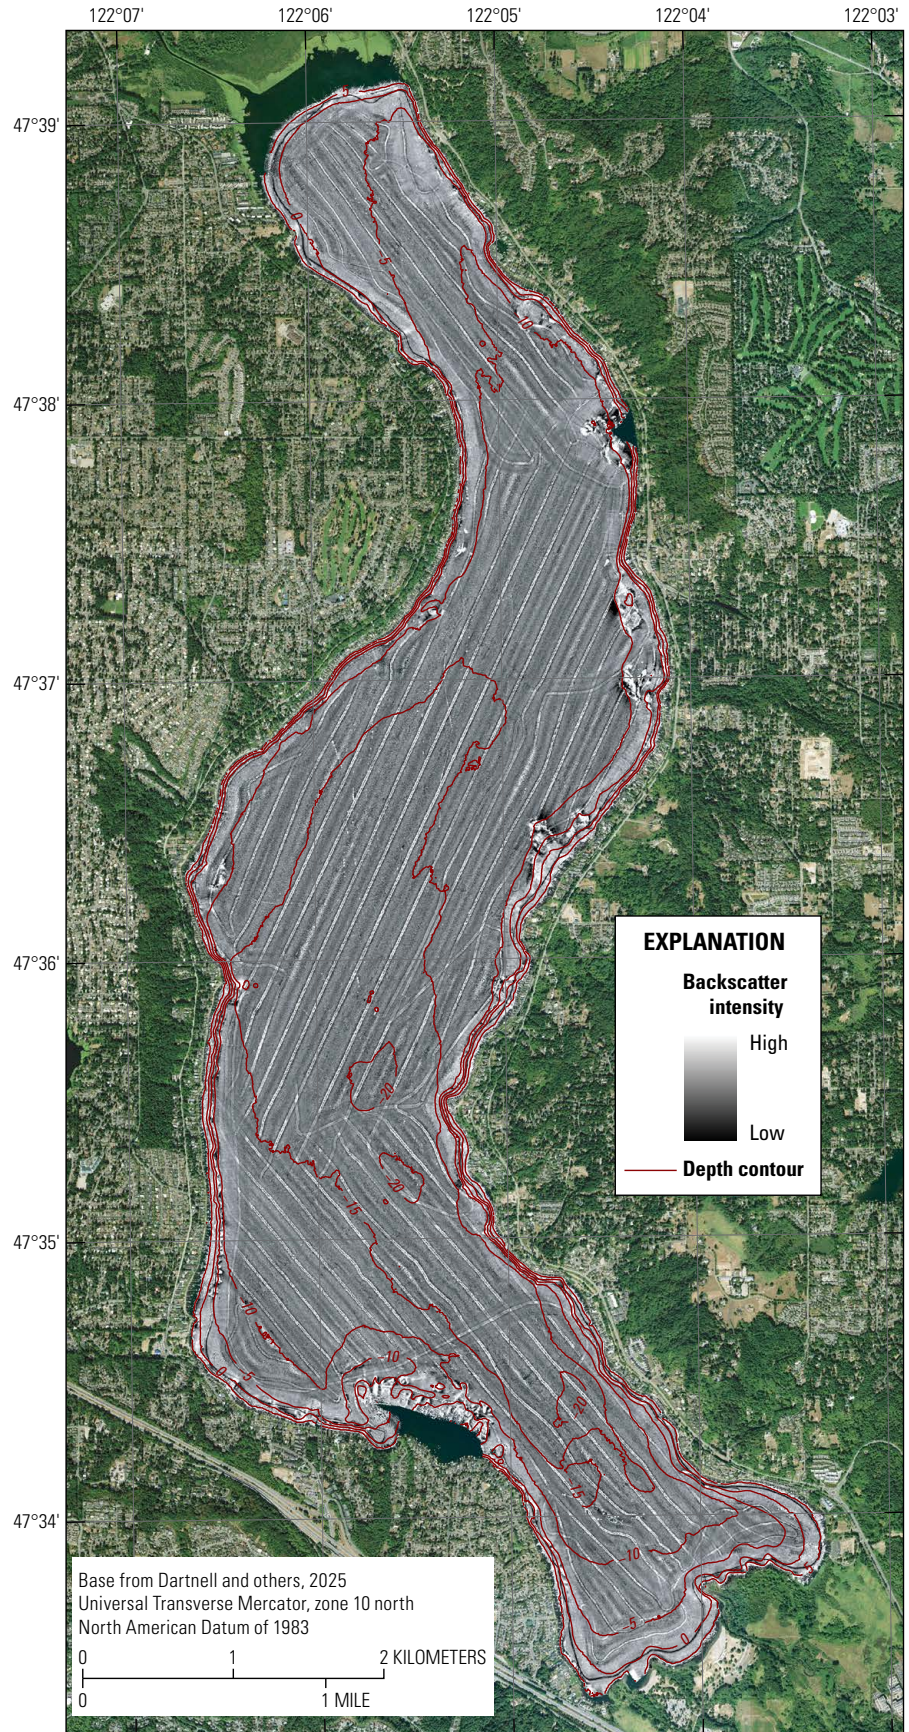 122°07' 122°06' 122°05' 122°04' 122°03'
47°39'
5
0
-5
-10
47°38'
47°37'
47°36'
0
-20
-20
-15
47°35'
-10
-10
0
-5
-20
-15
47°34'
-10
-5
0
EXPLANATION
Backscatter
intensity
High
Low
Depth contour
Base from Dartnell and others, 2025
Universal Transverse Mercator, zone 10 north
North American Datum of 1983
0 1 2 KILOMETERS
0 1 MILE